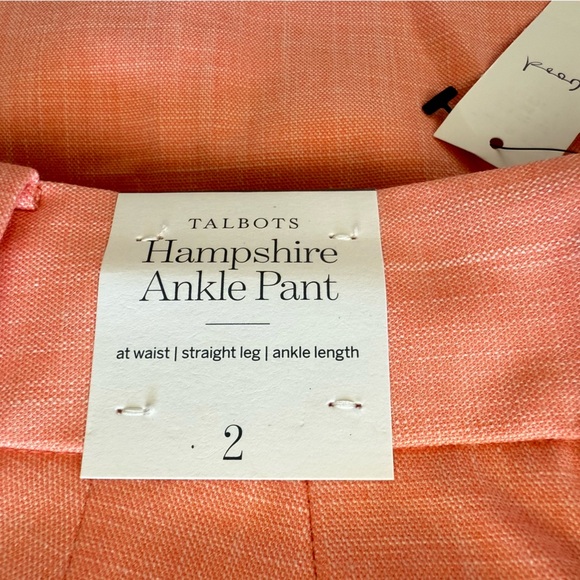 TALBOTS
Hampshire
Ankle Pant
at waist | straight leg | ankle length
2